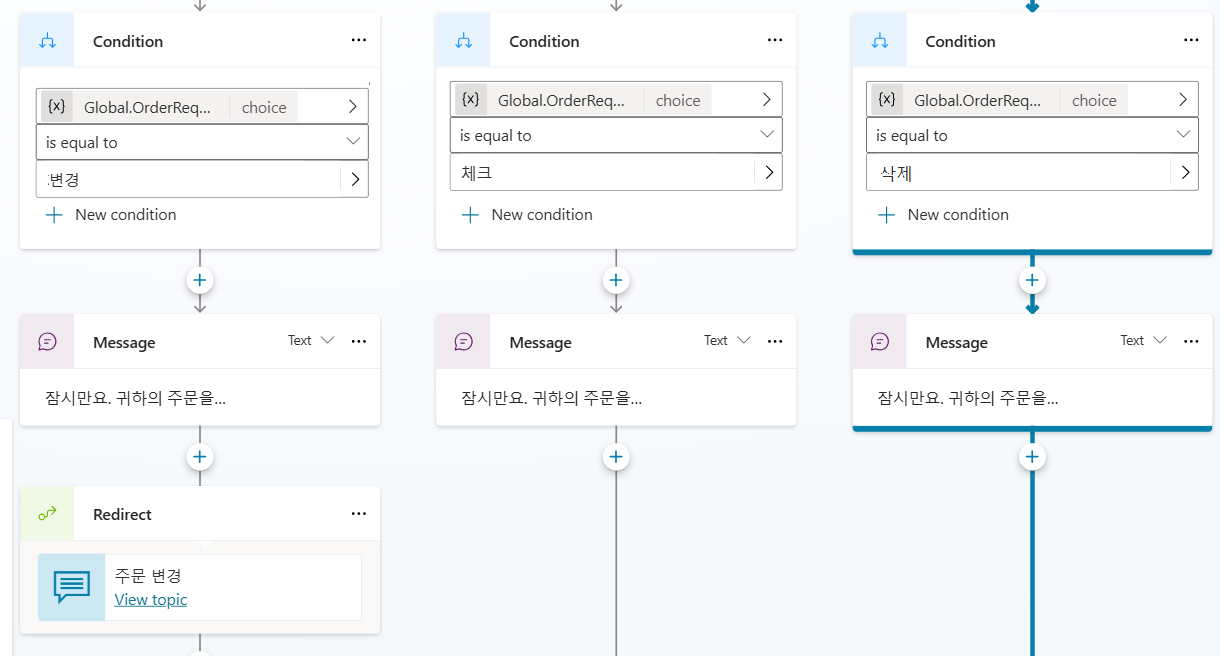 Condition
{x} Global.OrderReq... choice
is equal to
변경
New condition
Message Text
잠시만요. 귀하의 주문을...
Redirect
주문 변경
View topic
Condition
{x} Global.OrderReq... choice
is equal to
체크
New condition
Message Text
잠시만요. 귀하의 주문을...
Condition
{x} Global.OrderReq... choice
is equal to
삭제
New condition
Message Text
잠시만요. 귀하의 주문을...